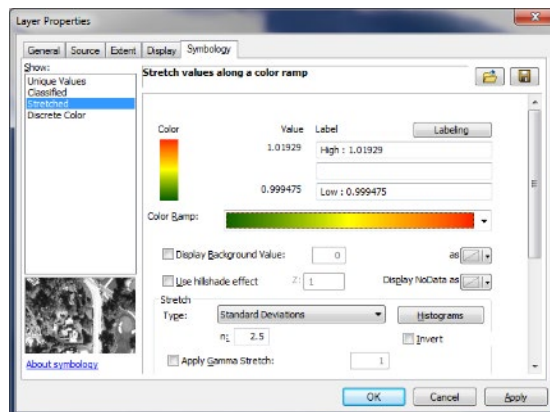 Layer Properties
General Source Extent Display Symbology
Show:
Unique Values
Classified
Stretched
Discrete Color
Stretch values along a color ramp
Color Value Label Labeling
1.01929 High : 1.01929
0.999475 Low : 0.999475
Color Ramp:
Display Background Value: 0 as
Use hillshade effect Z: 1 Display NoData as
Stretch
Type: Standard Deviations Histograms
n: 2.5 Invert
Apply Gamma Stretch: 1
About symbology
OK Cancel Apply